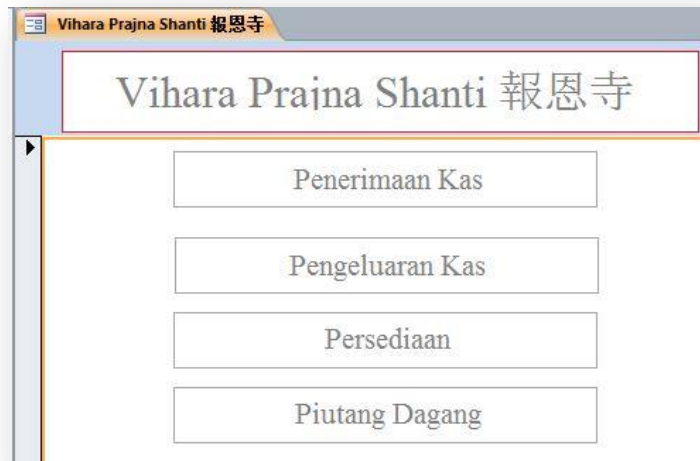 Vihara Prajna Shanti 報恩寺
Vihara Prajna Shanti 報恩寺
Penerimaan Kas
Pengeluaran Kas
Persediaan
Piutang Dagang